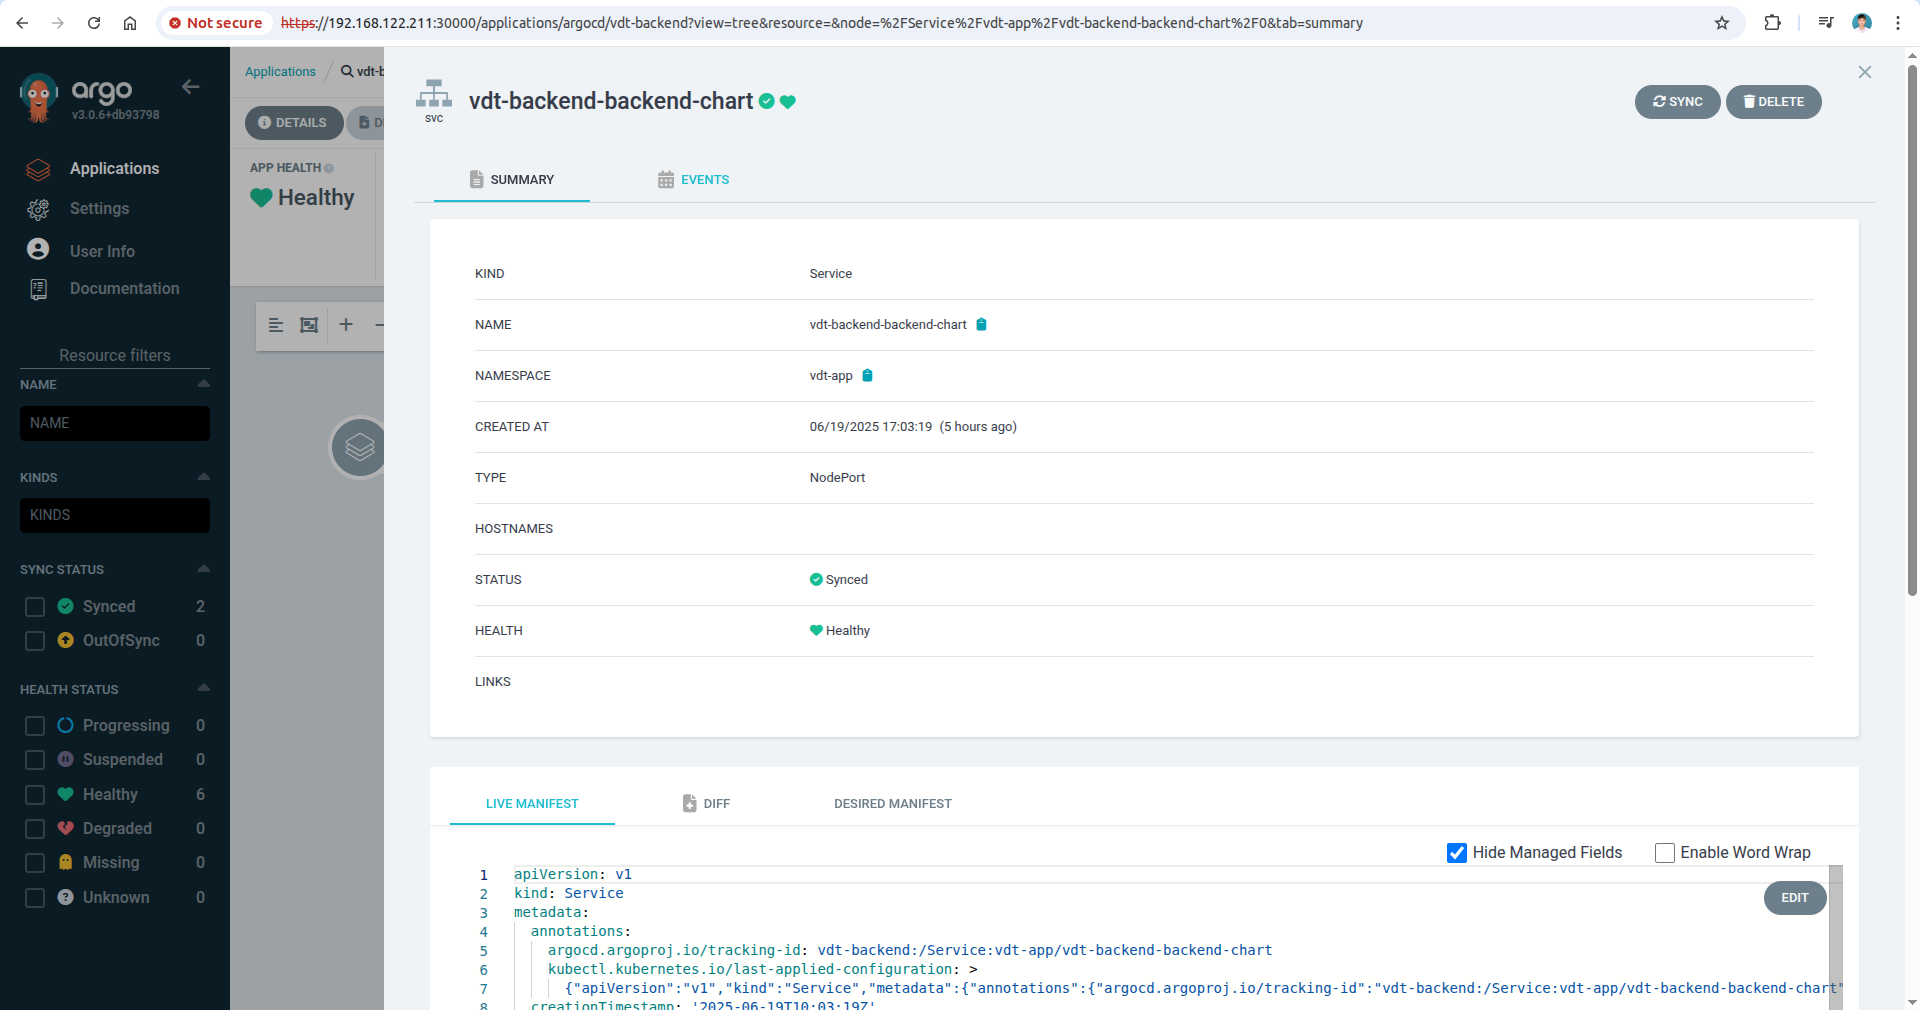 Not secure
https://192.168.122.211:30000/applications/argocd/vdt-backend?view=tree&resource=&node=%2FService%2Fvdt-app%2Fvdt-backend-backend-chart%2F0&tab=summary
argo
v3.0.6+db93798
Applications
Settings
User Info
Documentation
Resource filters
NAME
NAME
KINDS
KINDS
SYNC STATUS
Synced 2
OutOfSync 0
HEALTH STATUS
Progressing 0
Suspended 0
Healthy 6
Degraded 0
Missing 0
Unknown 0
Applications / vdt-b
DETAILS D
APP HEALTH
Healthy
SVC
vdt-backend-backend-chart
SYNC DELETE
SUMMARY EVENTS
KIND Service
NAME vdt-backend-backend-chart
NAMESPACE vdt-app
CREATED AT 06/19/2025 17:03:19 (5 hours ago)
TYPE NodePort
HOSTNAMES
STATUS Synced
HEALTH Healthy
LINKS
LIVE MANIFEST DIFF DESIRED MANIFEST
Hide Managed Fields Enable Word Wrap
EDIT
1 apiVersion: v1
2 kind: Service
3 metadata:
4 annotations:
5 argocd.argoproj.io/tracking-id: vdt-backend:/Service:vdt-app/vdt-backend-backend-chart
6 kubectl.kubernetes.io/last-applied-configuration: >
7 {"apiVersion":"v1","kind":"Service","metadata":{"annotations":{"argocd.argoproj.io/tracking-id":"vdt-backend:/Service:vdt-app/vdt-backend-backend-chart"
8 creationTimestamp: '2025-06-19T10:03:19Z'